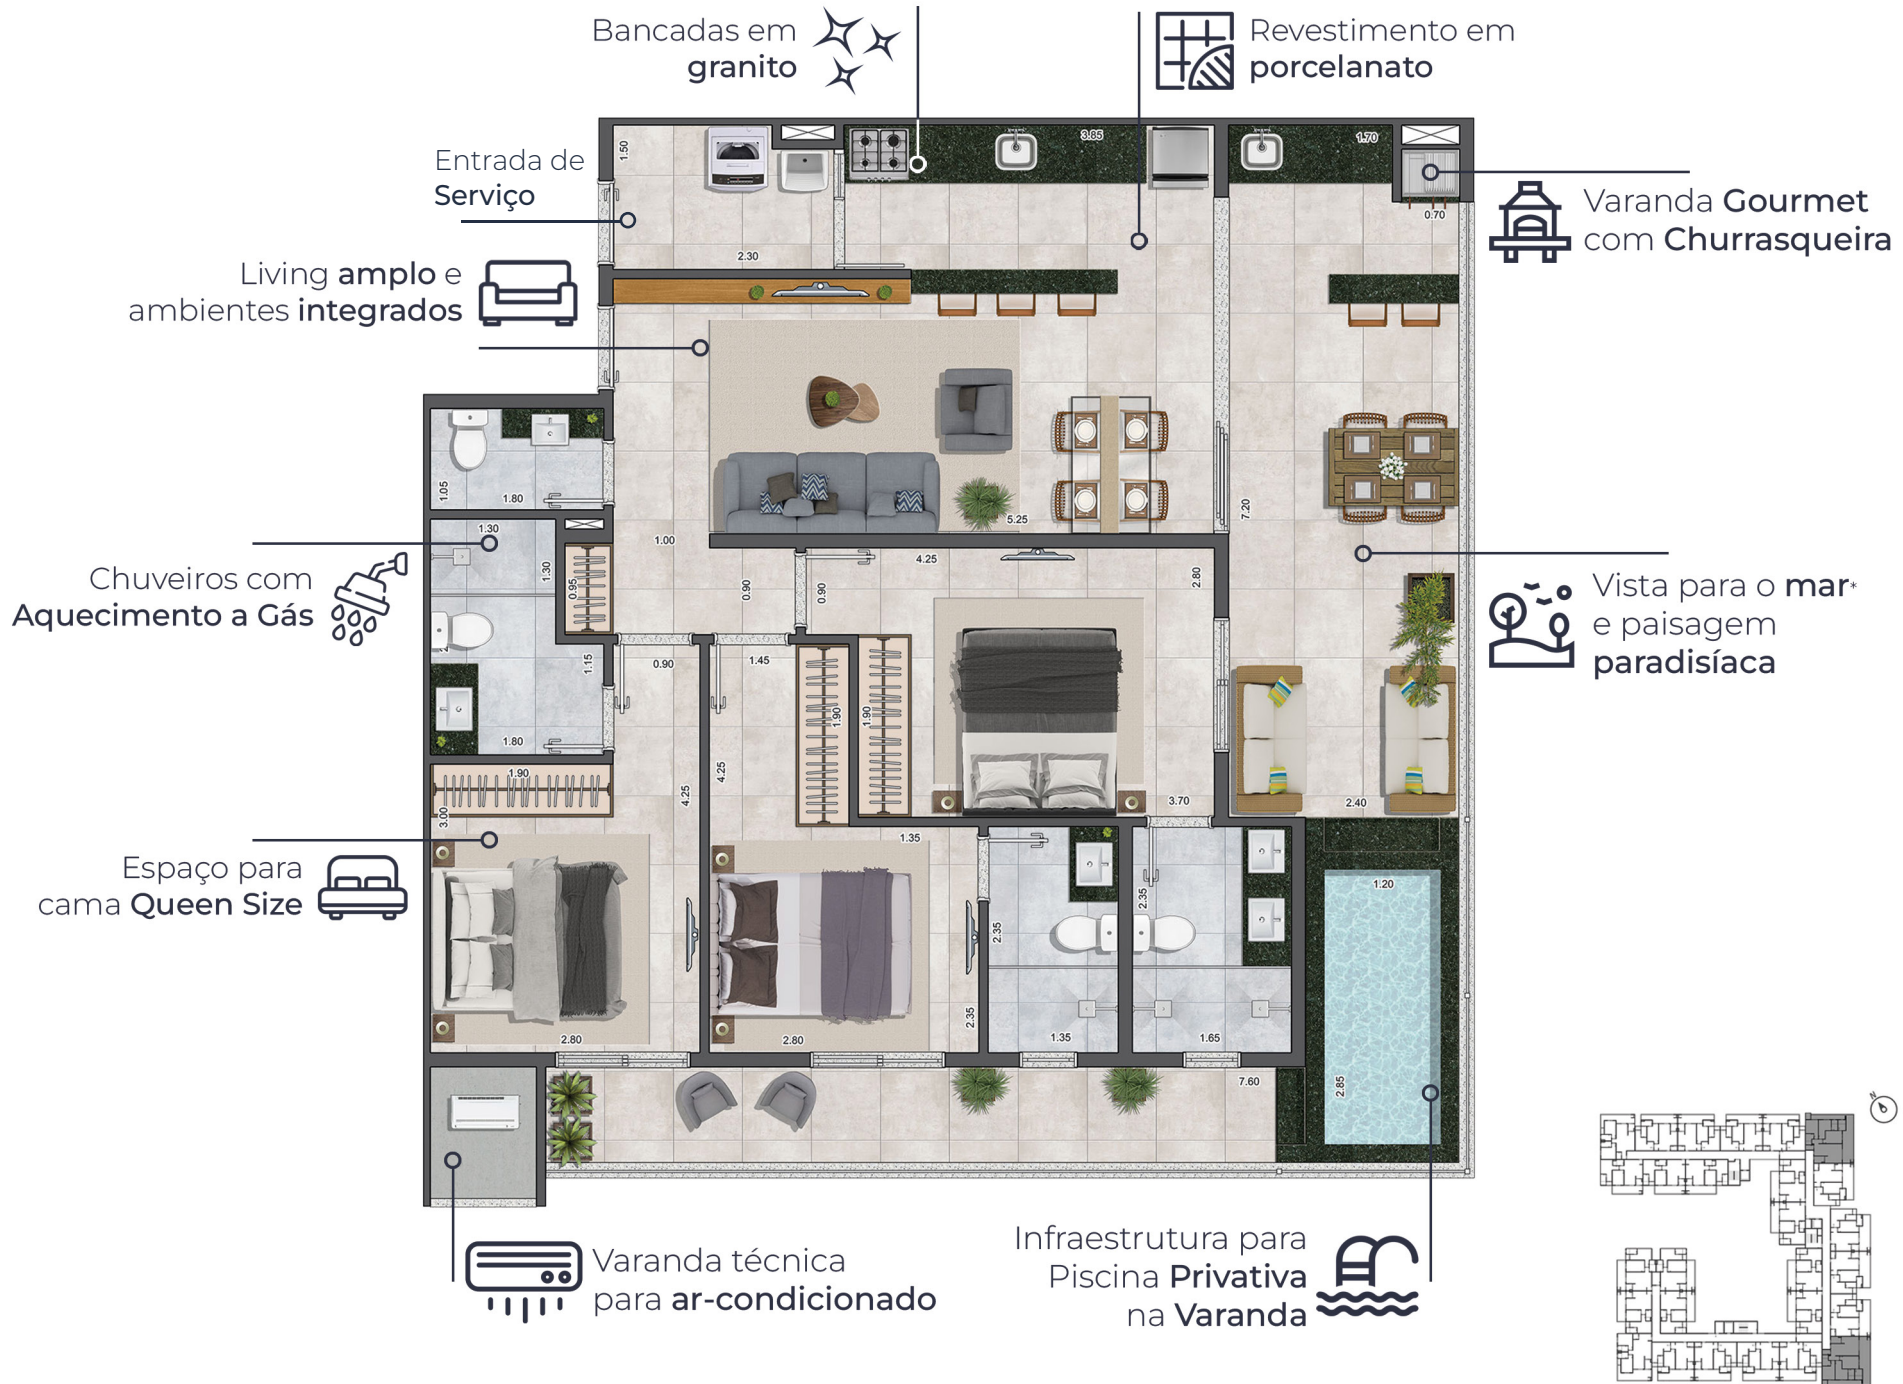 Bancadas em
granito
Revestimento em
porcelanato
Entrada de
Serviço
Varanda Gourmet
com Churrasqueira
Living amplo e
ambientes integrados
Chuveiros com
Aquecimento a Gás
Vista para o mar*
e paisagem
paradisíaca
Espaço para
cama Queen Size
Varanda técnica
para ar-condicionado
Infraestrutura para
Piscina Privativa
na Varanda
1.50
3.85
1.70
0.70
2.30
1.05
1.80
5.25
7.20
1.30
1.30
0.95
1.00
0.90
0.90
4.25
2.80
1.15
0.90
1.45
1.80
1.90
1.90
1.90
3.00
4.25
4.25
3.70
2.40
1.35
1.20
2.35
2.35
2.35
2.80
2.80
1.35
1.65
7.60
2.85
N